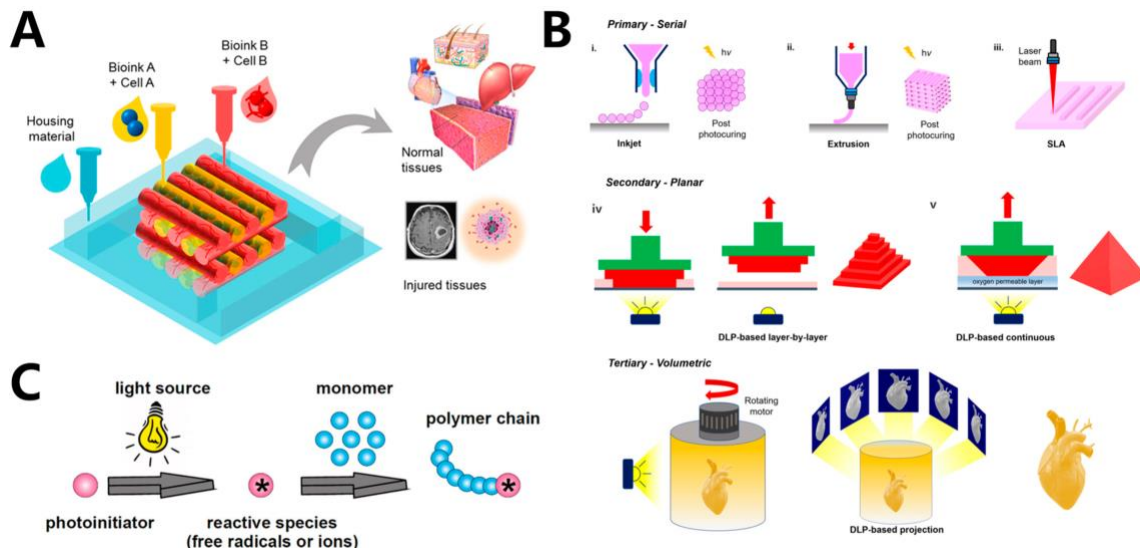 A
Bioink B
+ Cell B
Bioink A
+ Cell A
Housing
material
Normal
tissues
Injured tissues
B
Primary - Serial
i.
hν
Inkjet
Post
photocuring
ii.
hν
Extrusion
Post
photocuring
iii.
Laser
beam
SLA
Secondary - Planar
iv
DLP-based layer-by-layer
v
oxygen permeable layer
DLP-based continuous
Tertiary - Volumetric
Rotating
motor
DLP-based projection
C
light source
monomer
polymer chain
*
*
photoinitiator
reactive species
(free radicals or ions)